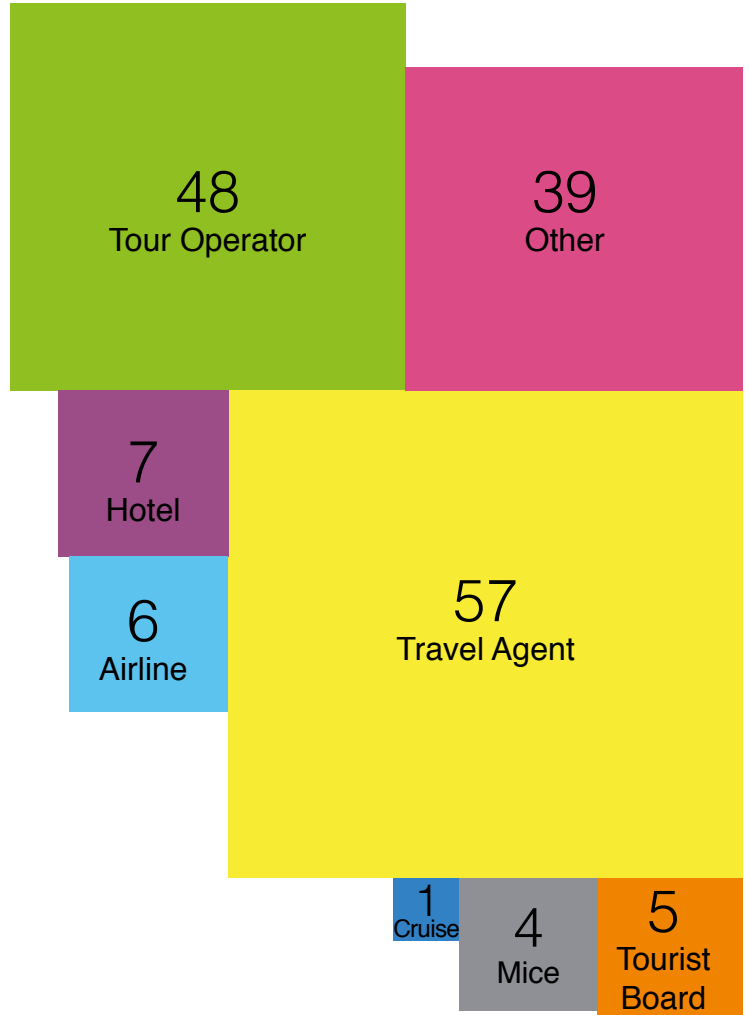 48
Tour Operator
39
Other
7
Hotel
6
Airline
57
Travel Agent
1
Cruise
4
Mice
5
Tourist
Board